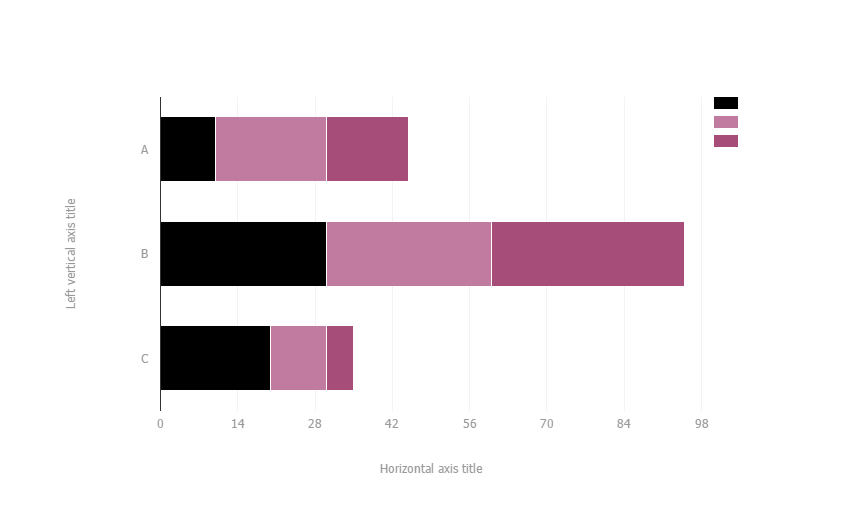 A
B
C
Left vertical axis title
0 14 28 42 56 70 84 98
Horizontal axis title